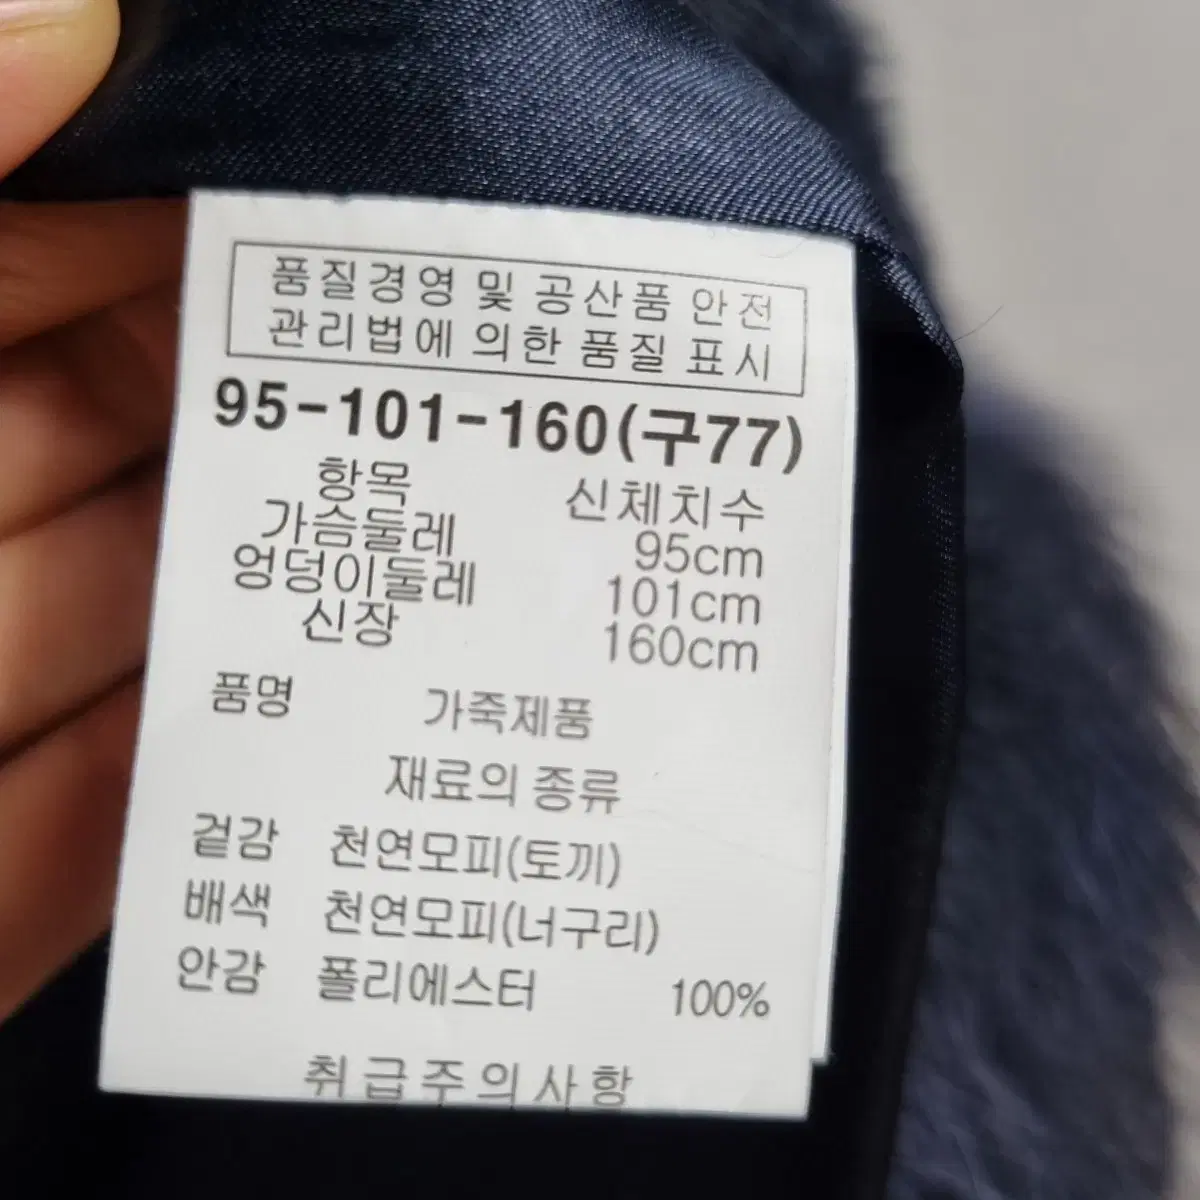 품질경영 및 공산품 안전
관리법에 의한 품질 표시
95-101-160(구77)
항목 신체치수
가슴둘레 95cm
엉덩이둘레 101cm
신장 160cm
품명 가죽제품
재료의 종류
겉감 천연모피(토끼)
배색 천연모피(너구리)
안감 폴리에스터 100%
취급주의사항